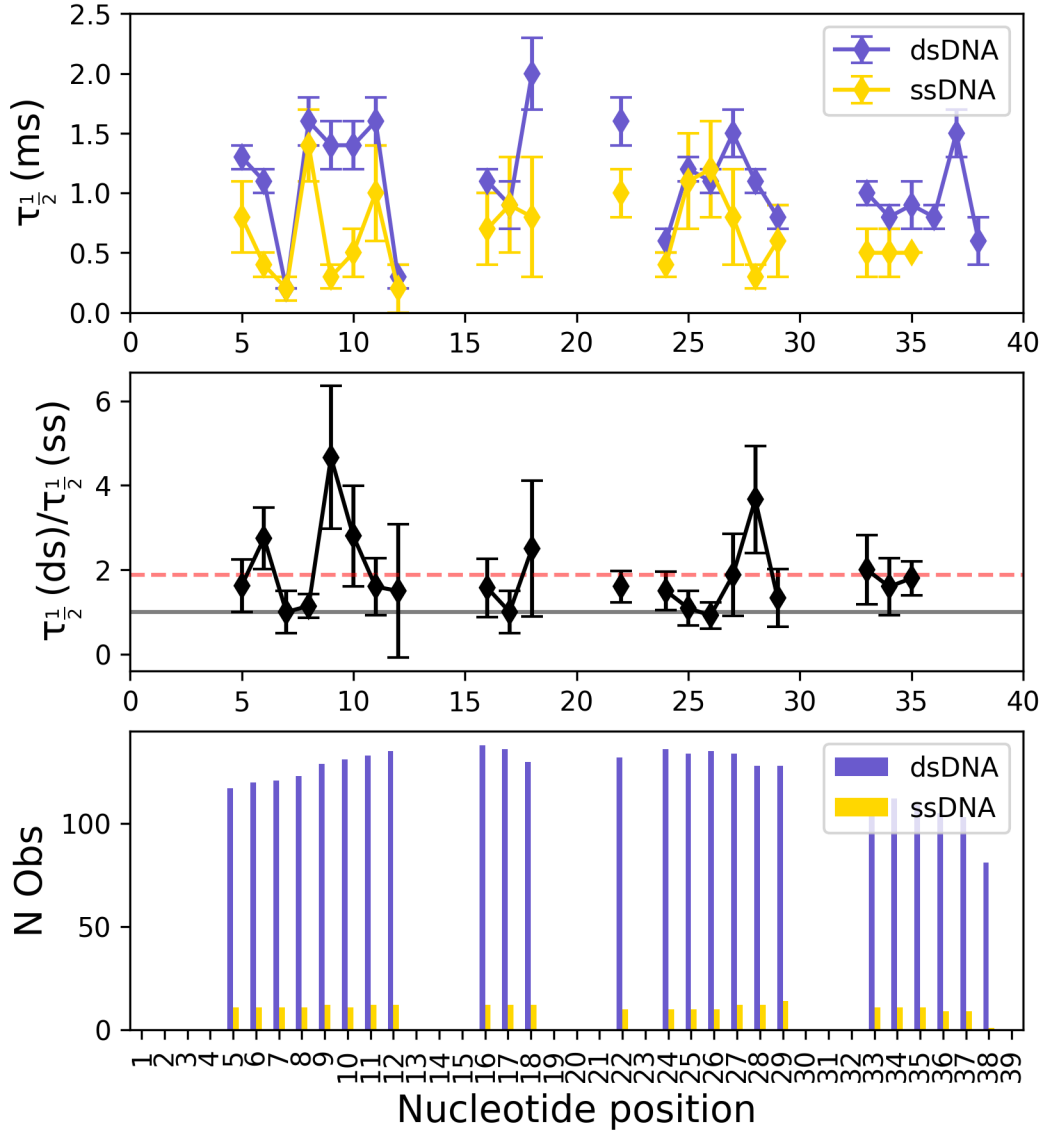 2.5
2.0
1.5
1.0
0.5
0.0
τ½ (ms)
dsDNA
ssDNA
0 5 10 15 20 25 30 35 40
6
4
2
0
τ½ (ds)/τ½ (ss)
0 5 10 15 20 25 30 35 40
100
50
0
N Obs
dsDNA
ssDNA
1 2 3 4 5 6 7 8 9 10 11 12 13 14 15 16 17 18 19 20 21 22 23 24 25 26 27 28 29 30 31 32 33 34 35 36 37 38 39
Nucleotide position